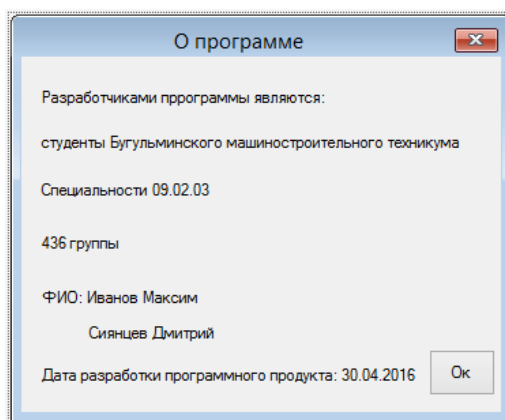 О программе
Разработчиками пррограммы являются:
студенты Бугульминского машиностроительного техникума
Специальности 09.02.03
436 группы
ФИО: Иванов Максим
Сиянцев Дмитрий
Дата разработки программного продукта: 30.04.2016
Ок